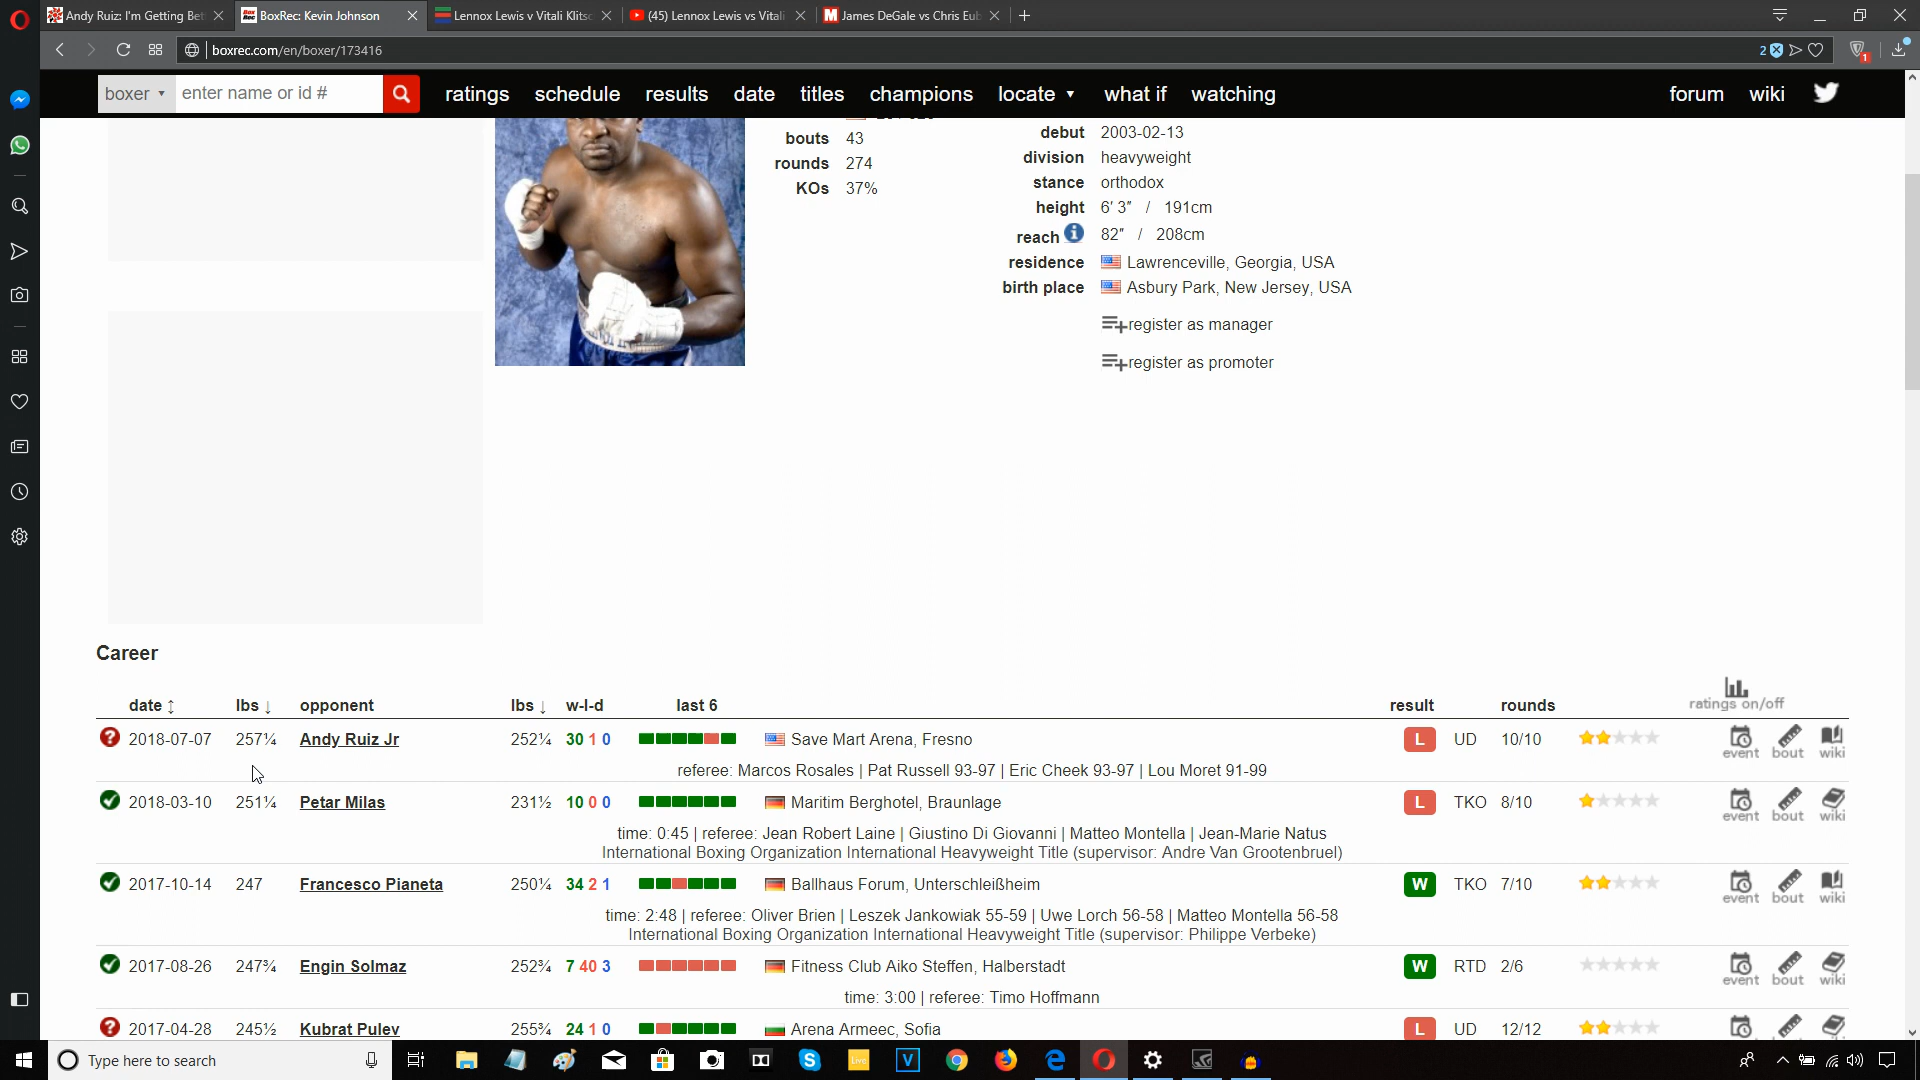 Andy Ruiz: I'm Getting Bet
BoxRec: Kevin Johnson
Lennox Lewis v Vitali Klitsc
(45) Lennox Lewis vs Vitali
James DeGale vs Chris Eub
boxrec.com/en/boxer/173416
2
1
boxer
enter name or id #
ratings schedule results date titles champions locate what if watching forum wiki
bouts 43
rounds 274
KOs 37%
debut 2003-02-13
division heavyweight
stance orthodox
height 6′ 3″ / 191cm
reach 82″ / 208cm
residence Lawrenceville, Georgia, USA
birth place Asbury Park, New Jersey, USA
register as manager
register as promoter
Career
date lbs opponent lbs w-l-d last 6 result rounds ratings on/off
2018-07-07 257¼ Andy Ruiz Jr 252¼ 30 1 0 Save Mart Arena, Fresno L UD 10/10 event bout wiki
referee: Marcos Rosales | Pat Russell 93-97 | Eric Cheek 93-97 | Lou Moret 91-99
2018-03-10 251¼ Petar Milas 231½ 10 0 0 Maritim Berghotel, Braunlage L TKO 8/10 event bout wiki
time: 0:45 | referee: Jean Robert Laine | Giustino Di Giovanni | Matteo Montella | Jean-Marie Natus
International Boxing Organization International Heavyweight Title (supervisor: Andre Van Grootenbruel)
2017-10-14 247 Francesco Pianeta 250¼ 34 2 1 Ballhaus Forum, Unterschleißheim W TKO 7/10 event bout wiki
time: 2:48 | referee: Oliver Brien | Leszek Jankowiak 55-59 | Uwe Lorch 56-58 | Matteo Montella 56-58
International Boxing Organization International Heavyweight Title (supervisor: Philippe Verbeke)
2017-08-26 247¾ Engin Solmaz 252¾ 7 40 3 Fitness Club Aiko Steffen, Halberstadt W RTD 2/6 event bout wiki
time: 3:00 | referee: Timo Hoffmann
2017-04-28 245½ Kubrat Pulev 255¾ 24 1 0 Arena Armeec, Sofia L UD 12/12
Type here to search